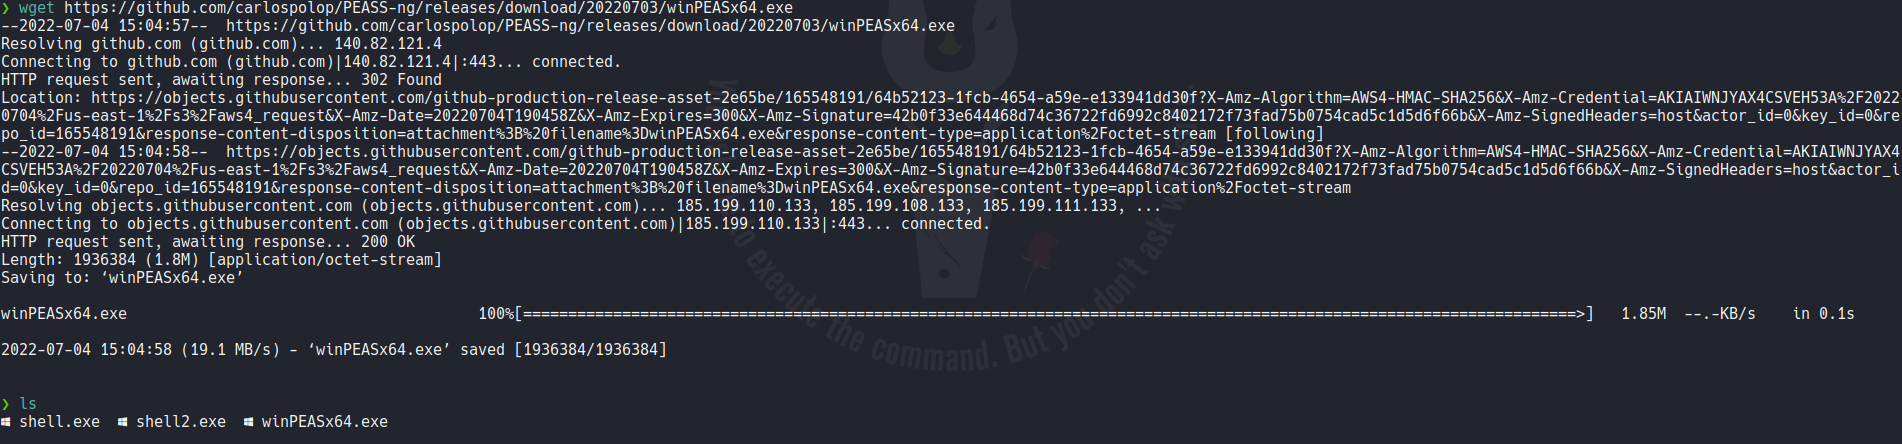 ❯ wget https://github.com/carlospolop/PEASS-ng/releases/download/20220703/winPEASx64.exe
--2022-07-04 15:04:57--  https://github.com/carlospolop/PEASS-ng/releases/download/20220703/winPEASx64.exe
Resolving github.com (github.com)... 140.82.121.4
Connecting to github.com (github.com)|140.82.121.4|:443... connected.
HTTP request sent, awaiting response... 302 Found
Location: https://objects.githubusercontent.com/github-production-release-asset-2e65be/165548191/64b52123-1fcb-4654-a59e-e133941dd30f?X-Amz-Algorithm=AWS4-HMAC-SHA256&X-Amz-Credential=AKIAIWNJYAX4CSVEH53A%2F2022
0704%2Fus-east-1%2Fs3%2Faws4_request&X-Amz-Date=20220704T190458Z&X-Amz-Expires=300&X-Amz-Signature=42b0f33e644468d74c36722fd6992c8402172f73fad75b0754cad5c1d5d6f66b&X-Amz-SignedHeaders=host&actor_id=0&key_id=0&re
po_id=165548191&response-content-disposition=attachment%3B%20filename%3DwinPEASx64.exe&response-content-type=application%2Foctet-stream [following]
--2022-07-04 15:04:58--  https://objects.githubusercontent.com/github-production-release-asset-2e65be/165548191/64b52123-1fcb-4654-a59e-e133941dd30f?X-Amz-Algorithm=AWS4-HMAC-SHA256&X-Amz-Credential=AKIAIWNJYAX4
CSVEH53A%2F20220704%2Fus-east-1%2Fs3%2Faws4_request&X-Amz-Date=20220704T190458Z&X-Amz-Expires=300&X-Amz-Signature=42b0f33e644468d74c36722fd6992c8402172f73fad75b0754cad5c1d5d6f66b&X-Amz-SignedHeaders=host&actor_i
d=0&key_id=0&repo_id=165548191&response-content-disposition=attachment%3B%20filename%3DwinPEASx64.exe&response-content-type=application%2Foctet-stream
Resolving objects.githubusercontent.com (objects.githubusercontent.com)... 185.199.110.133, 185.199.108.133, 185.199.111.133, ...
Connecting to objects.githubusercontent.com (objects.githubusercontent.com)|185.199.110.133|:443... connected.
HTTP request sent, awaiting response... 200 OK
Length: 1936384 (1.8M) [application/octet-stream]
Saving to: ‘winPEASx64.exe’
winPEASx64.exe 100%[=====================================================================================================================>] 1.85M --.-KB/s in 0.1s
2022-07-04 15:04:58 (19.1 MB/s) - ‘winPEASx64.exe’ saved [1936384/1936384]
❯ ls
shell.exe shell2.exe winPEASx64.exe
to execute the command. But you don't ask